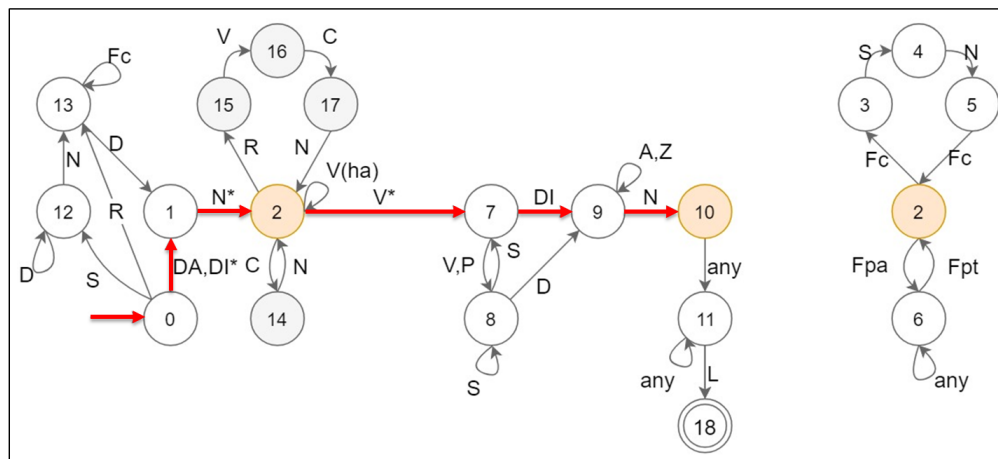 V
16
C
S
4
N
Fc
13
15
17
3
5
D
R
N
A,Z
Fc
Fc
N
V(ha)
12
1
N*
2
V*
7
DI
9
N
10
2
R
D
S
DA,DI*
C
N
V,P
S
D
any
Fpa
Fpt
0
14
8
11
6
S
any
L
any
18